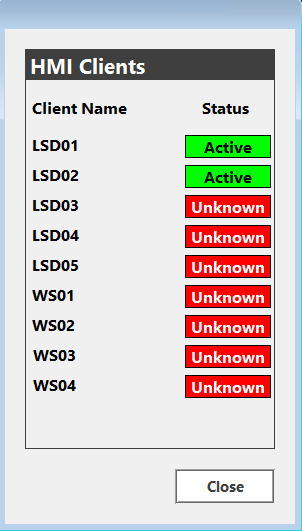 HMI Clients
Client Name Status
LSD01 Active
LSD02 Active
LSD03 Unknown
LSD04 Unknown
LSD05 Unknown
WS01 Unknown
WS02 Unknown
WS03 Unknown
WS04 Unknown
Close